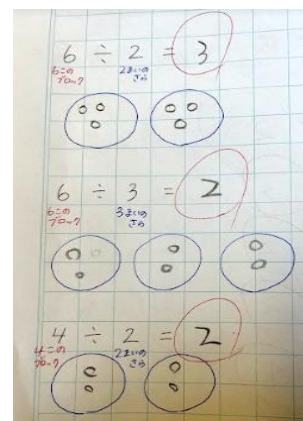 6 ÷ 2 = 3
6この 2まいの
ブロック さら
6 ÷ 3 = 2
6この 3まいの
ブロック さら
4 ÷ 2 = 2
4この 2まいの
ブロック さら